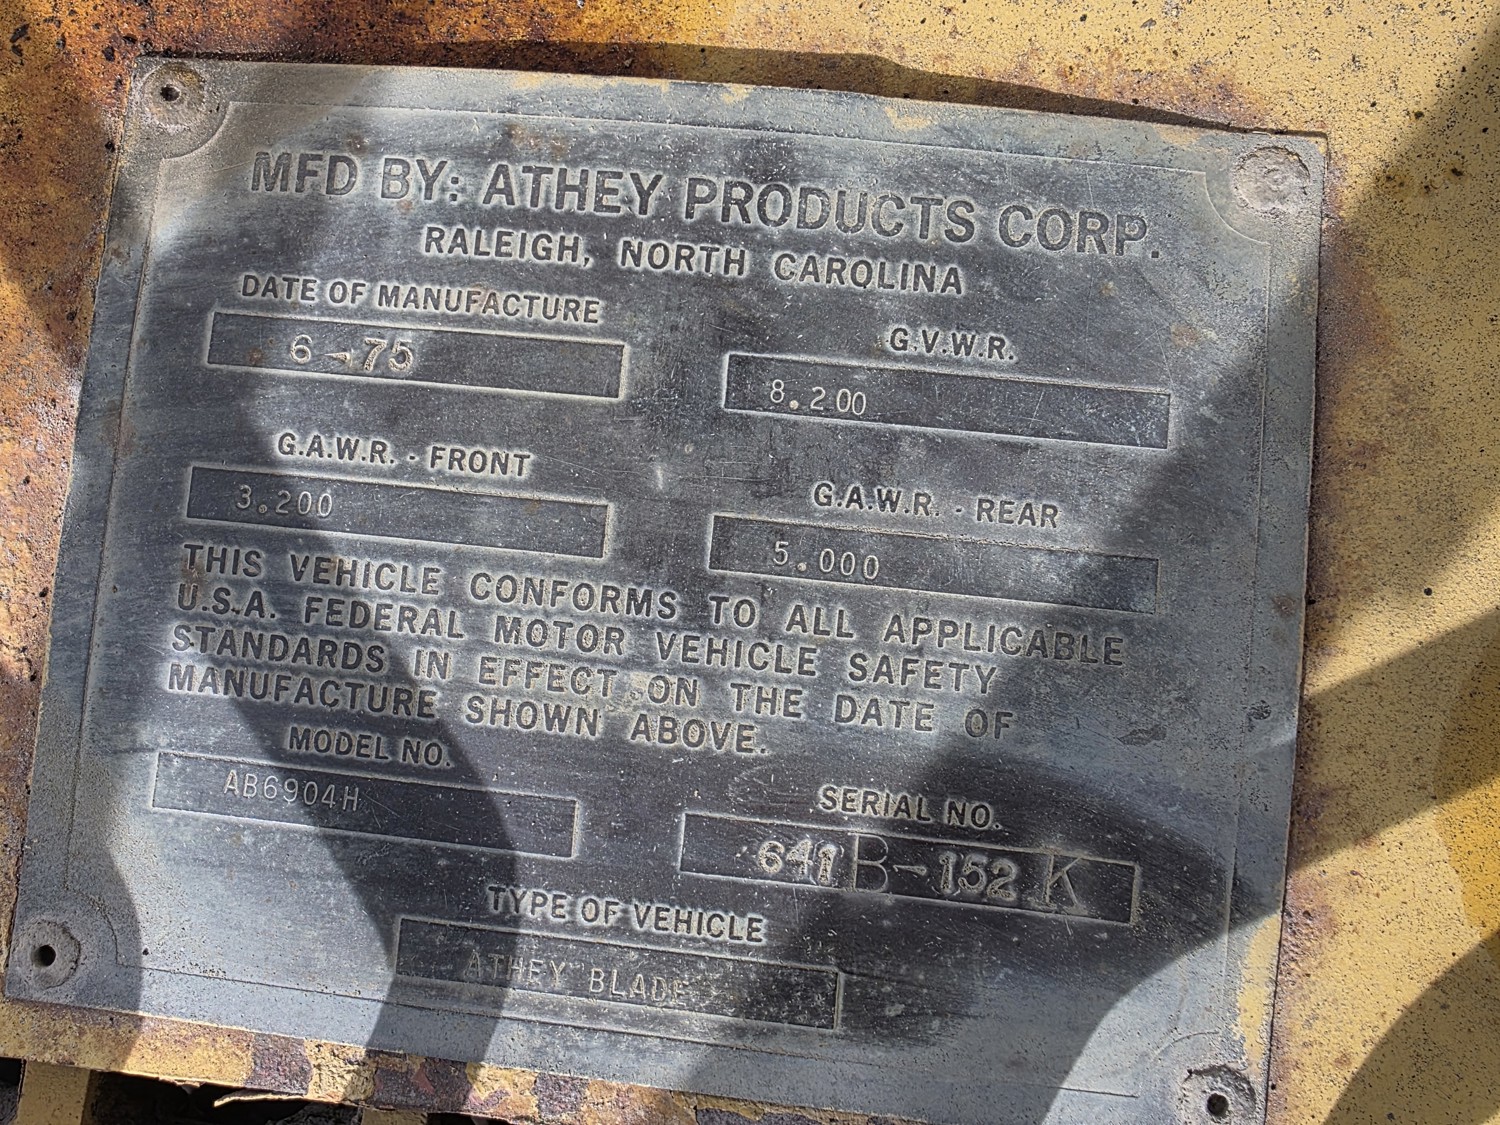 MFD BY: ATHEY PRODUCTS CORP.
RALEIGH, NORTH CAROLINA
DATE OF MANUFACTURE
6-75
G.V.W.R.
8.200
G.A.W.R. - FRONT
3.200
G.A.W.R. - REAR
5.000
THIS VEHICLE CONFORMS TO ALL APPLICABLE
U.S.A. FEDERAL MOTOR VEHICLE SAFETY
STANDARDS IN EFFECT ON THE DATE OF
MANUFACTURE SHOWN ABOVE.
MODEL NO.
AB6904H
SERIAL NO.
641B-152K
TYPE OF VEHICLE
ATHEY BLADE